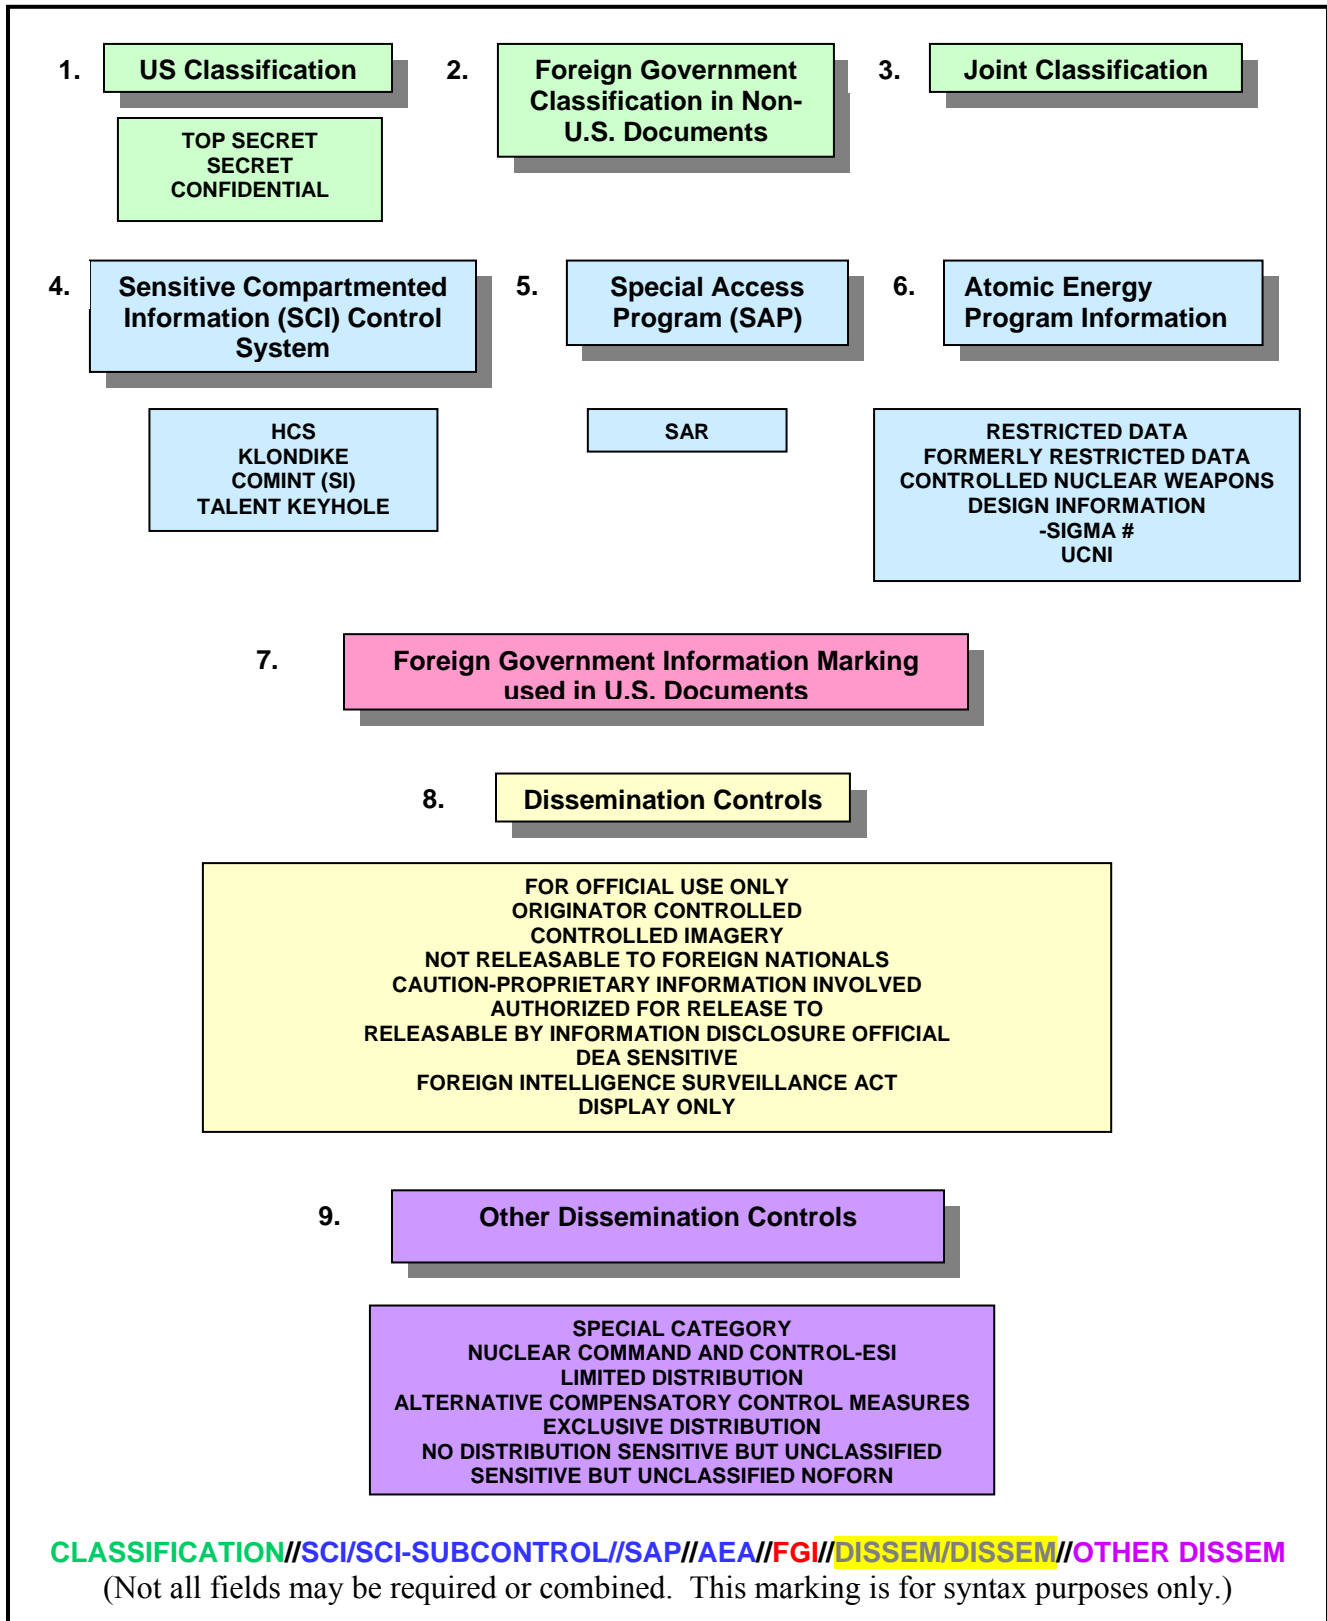 1. US Classification
TOP SECRET
SECRET
CONFIDENTIAL
2. Foreign Government
Classification in Non-
U.S. Documents
3. Joint Classification
4. Sensitive Compartmented
Information (SCI) Control
System
HCS
KLONDIKE
COMINT (SI)
TALENT KEYHOLE
5. Special Access
Program (SAP)
SAR
6. Atomic Energy
Program Information
RESTRICTED DATA
FORMERLY RESTRICTED DATA
CONTROLLED NUCLEAR WEAPONS
DESIGN INFORMATION
-SIGMA #
UCNI
7. Foreign Government Information Marking
used in U.S. Documents
8. Dissemination Controls
FOR OFFICIAL USE ONLY
ORIGINATOR CONTROLLED
CONTROLLED IMAGERY
NOT RELEASABLE TO FOREIGN NATIONALS
CAUTION-PROPRIETARY INFORMATION INVOLVED
AUTHORIZED FOR RELEASE TO
RELEASABLE BY INFORMATION DISCLOSURE OFFICIAL
DEA SENSITIVE
FOREIGN INTELLIGENCE SURVEILLANCE ACT
DISPLAY ONLY
9. Other Dissemination Controls
SPECIAL CATEGORY
NUCLEAR COMMAND AND CONTROL-ESI
LIMITED DISTRIBUTION
ALTERNATIVE COMPENSATORY CONTROL MEASURES
EXCLUSIVE DISTRIBUTION
NO DISTRIBUTION SENSITIVE BUT UNCLASSIFIED
SENSITIVE BUT UNCLASSIFIED NOFORN
CLASSIFICATION//SCI/SCI-SUBCONTROL//SAP//AEA//FGI//DISSEM/DISSEM//OTHER DISSEM
(Not all fields may be required or combined. This marking is for syntax purposes only.)